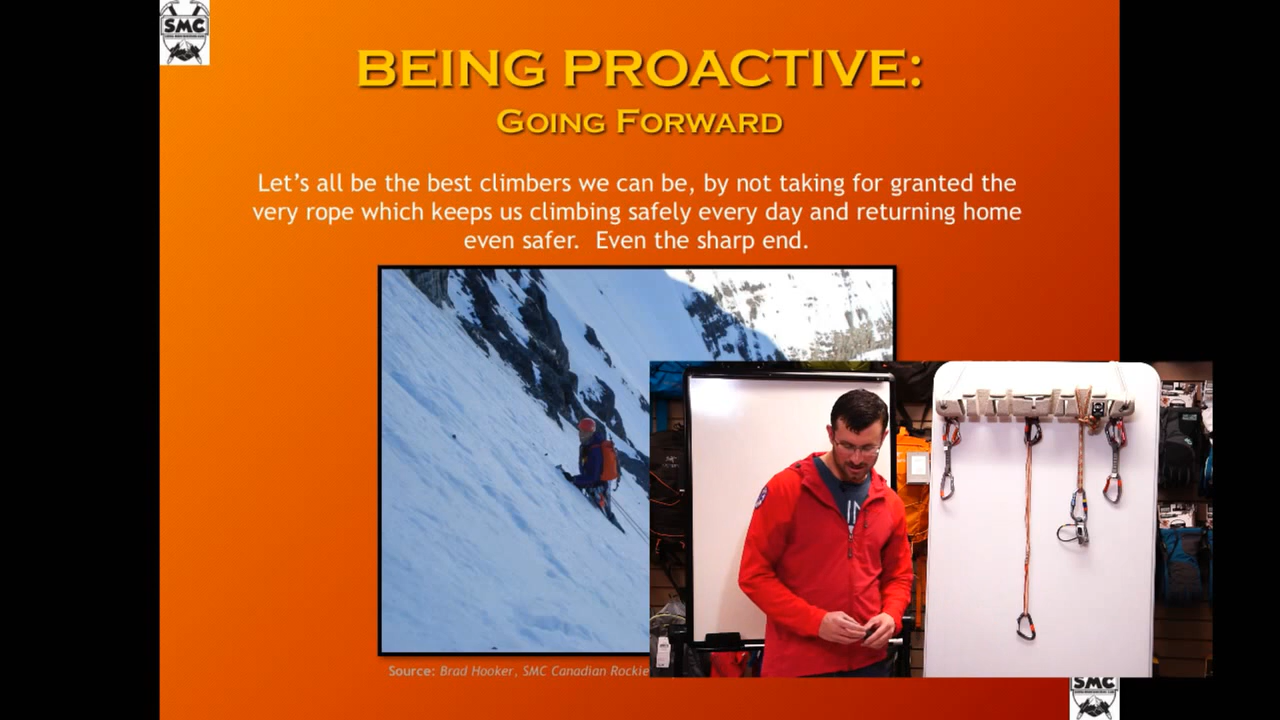 SMC
BEING PROACTIVE:
GOING FORWARD
Let's all be the best climbers we can be, by not taking for granted the
very rope which keeps us climbing safely every day and returning home
even safer.  Even the sharp end.
Source: Brad Hooker, SMC Canadian Rockie
SMC